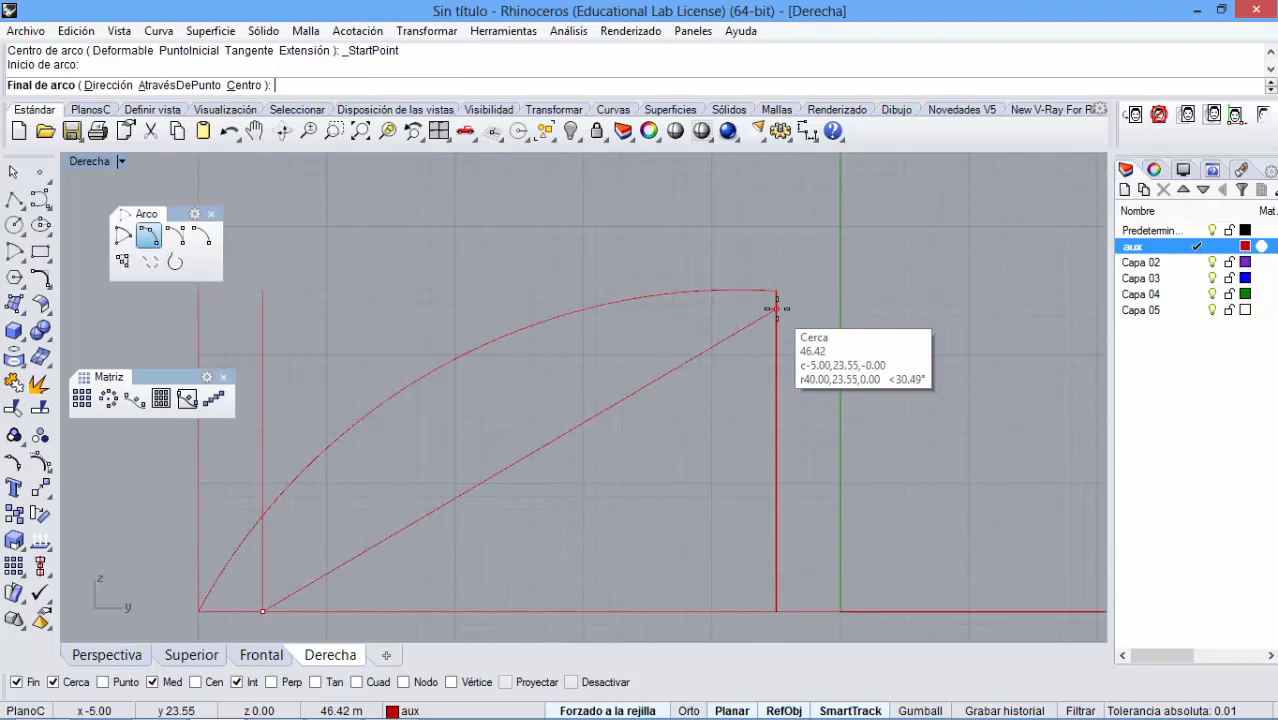 Sin título - Rhinoceros (Educational Lab License) (64-bit) - [Derecha]
Archivo Edición Vista Curva Superficie Sólido Malla Acotación Transformar Herramientas Análisis Renderizado Paneles Ayuda
Centro de arco ( Deformable PuntoInicial Tangente Extensión ): _StartPoint
Inicio de arco:
Final de arco ( Dirección AtravésDePunto Centro ):
Estándar PlanosC Definir vista Visualización Seleccionar Disposición de las vistas Visibilidad Transformar Curvas Superficies Sólidos Mallas Renderizado Dibujo Novedades V5 New V-Ray For Rl
Derecha
Arco
Matriz
Cerca
46.42
c-5.00,23.55,-0.00
r40.00,23.55,0.00 <30.49°
z
y
Nombre Mat.
Predetermin...
aux
Capa 02
Capa 03
Capa 04
Capa 05
Perspectiva Superior Frontal Derecha
Fin Cerca Punto Med Cen Int Perp Tan Cuad Nodo Vértice Proyectar Desactivar
PlanoC x -5.00 y 23.55 z 0.00 46.42 m aux Forzado a la rejilla Orto Planar RefObj SmartTrack Gumball Grabar historial Filtrar Tolerancia absoluta: 0.01